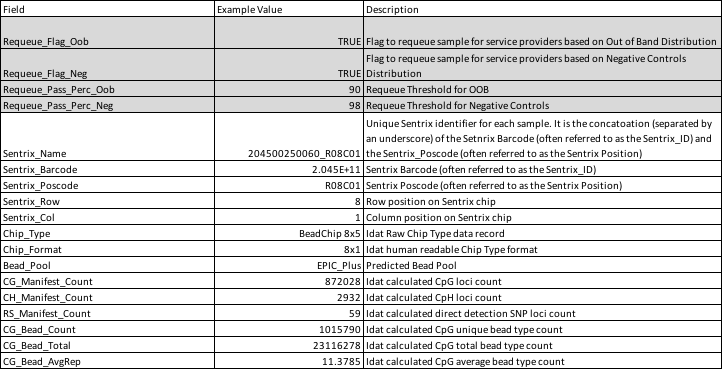 Field Example Value Description
Requeue_Flag_Oob TRUE Flag to requeue sample for service providers based on Out of Band Distribution
Flag to requeue sample for service providers based on Negative Controls
Requeue_Flag_Neg TRUE Distribution
Requeue_Pass_Perc_Oob 90 Requeue Threshold for OOB
Requeue_Pass_Perc_Neg 98 Requeue Threshold for Negative Controls
Unique Sentrix identifier for each sample. It is the concatoation (separated by
an underscore) of the Setnrix Barcode (often referred to as the Sentrix_ID) and
Sentrix_Name 204500250060_R08C01 the Sentrix_Poscode (often referred to as the Sentrix Position)
Sentrix_Barcode 2.045E+11 Sentrix Barcode (often referred to as the Sentrix_ID)
Sentrix_Poscode R08C01 Sentrix Poscode (often referred to as the Sentrix Position)
Sentrix_Row 8 Row position on Sentrix chip
Sentrix_Col 1 Column position on Sentrix chip
Chip_Type BeadChip 8x5 Idat Raw Chip Type data record
Chip_Format 8x1 Idat human readable Chip Type format
Bead_Pool EPIC_Plus Predicted Bead Pool
CG_Manifest_Count 872028 Idat calculated CpG loci count
CH_Manifest_Count 2932 Idat calculated CpH loci count
RS_Manifest_Count 59 Idat calculated direct detection SNP loci count
CG_Bead_Count 1015790 Idat calculated CpG unique bead type count
CG_Bead_Total 23116278 Idat calculated CpG total bead type count
CG_Bead_AvgRep 11.3785 Idat calculated CpG average bead type count